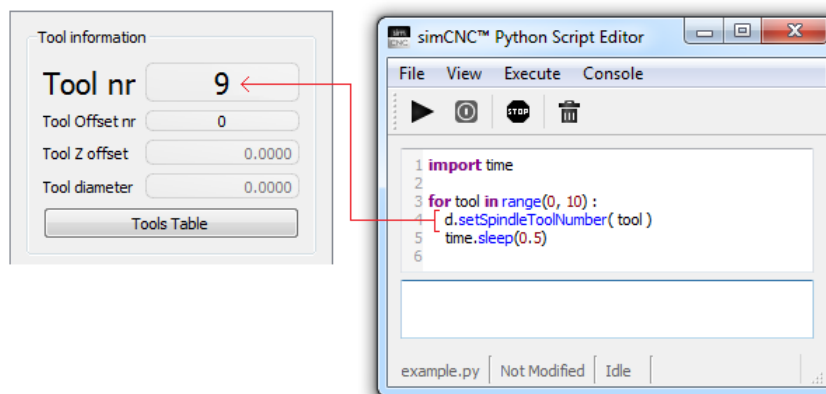 Tool information
Tool nr 9
Tool Offset nr 0
Tool Z offset 0.0000
Tool diameter 0.0000
Tools Table
sim
CNC
simCNC™ Python Script Editor
File View Execute Console
STOP
1 import time
2
3 for tool in range(0, 10) :
4 d.setSpindleToolNumber( tool )
5 time.sleep(0.5)
6
example.py Not Modified Idle